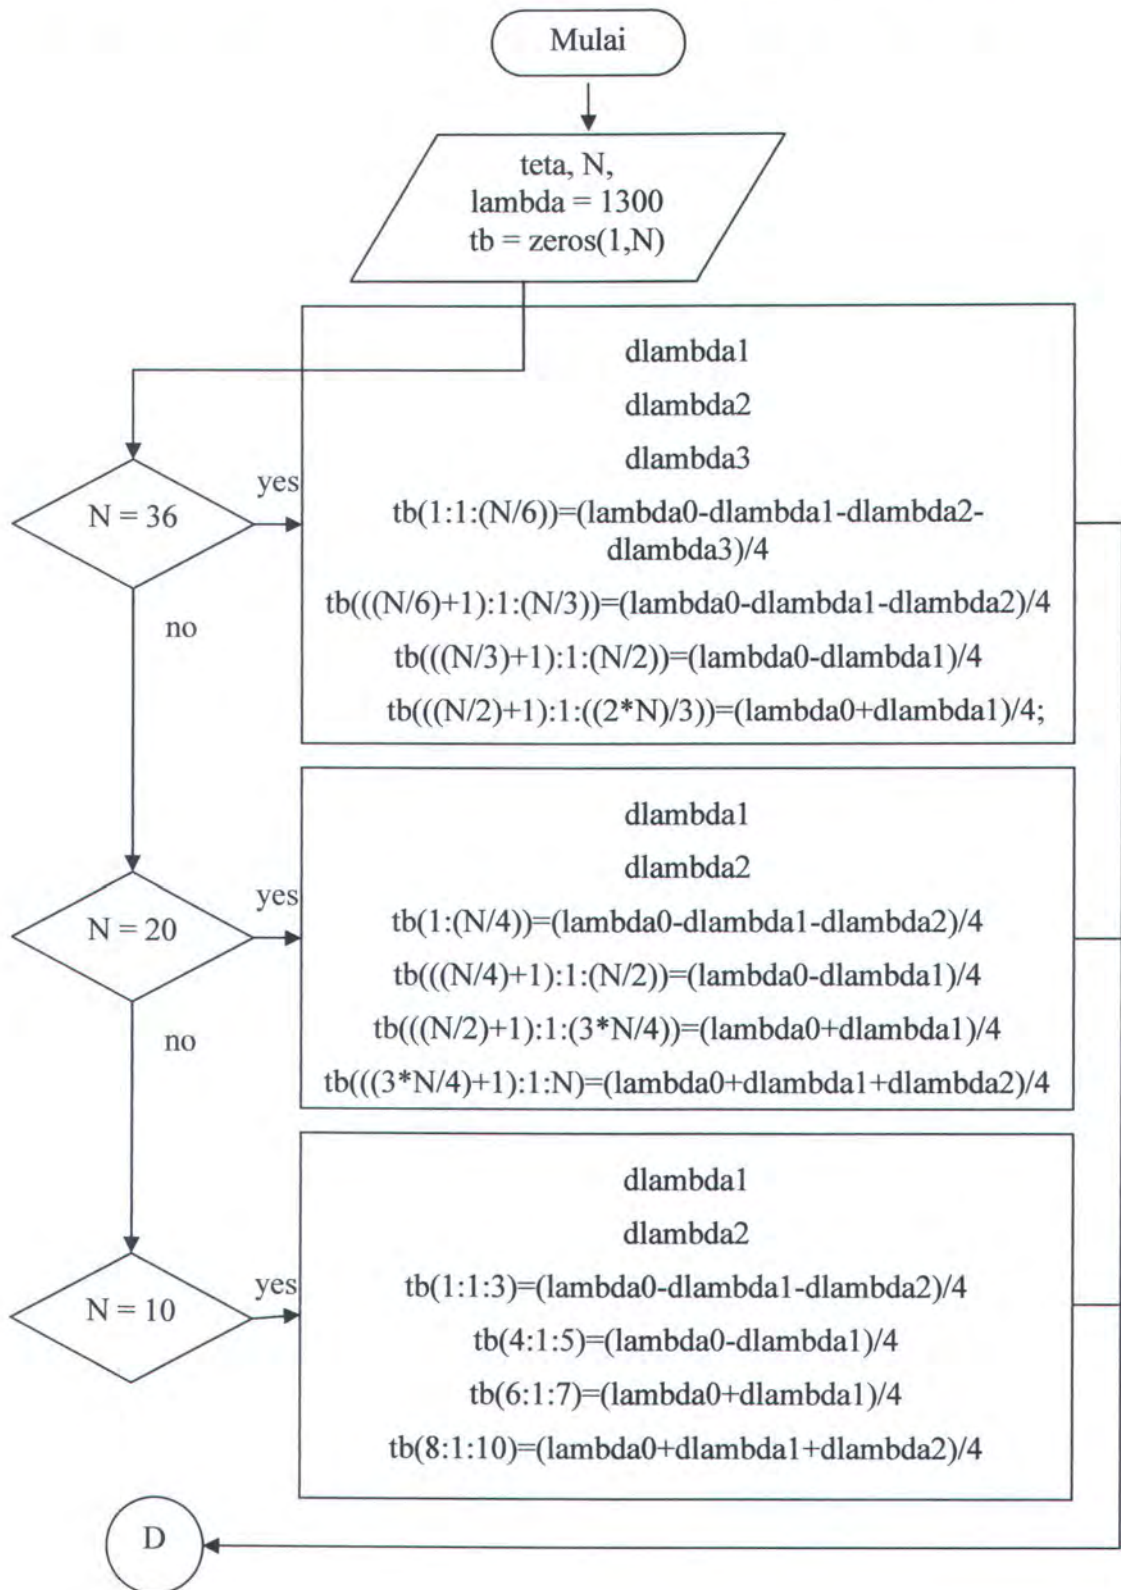 Mulai
teta, N,
lambda = 1300
tb = zeros(1,N)
N = 36
yes
no
dlambda1
dlambda2
dlambda3
tb(1:1:(N/6))=(lambda0-dlambda1-dlambda2-
dlambda3)/4
tb(((N/6)+1):1:(N/3))=(lambda0-dlambda1-dlambda2)/4
tb(((N/3)+1):1:(N/2))=(lambda0-dlambda1)/4
tb(((N/2)+1):1:((2*N)/3))=(lambda0+dlambda1)/4;
N = 20
yes
no
dlambda1
dlambda2
tb(1:(N/4))=(lambda0-dlambda1-dlambda2)/4
tb(((N/4)+1):1:(N/2))=(lambda0-dlambda1)/4
tb(((N/2)+1):1:(3*N/4))=(lambda0+dlambda1)/4
tb(((3*N/4)+1):1:N)=(lambda0+dlambda1+dlambda2)/4
N = 10
yes
dlambda1
dlambda2
tb(1:1:3)=(lambda0-dlambda1-dlambda2)/4
tb(4:1:5)=(lambda0-dlambda1)/4
tb(6:1:7)=(lambda0+dlambda1)/4
tb(8:1:10)=(lambda0+dlambda1+dlambda2)/4
D